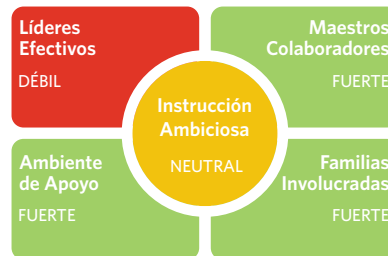 Líderes
Efectivos
DÉBIL
Maestros
Colaboradores
FUERTE
Instrucción
Ambiciosa
NEUTRAL
Ambiente
de Apoyo
FUERTE
Familias
Involucradas
FUERTE